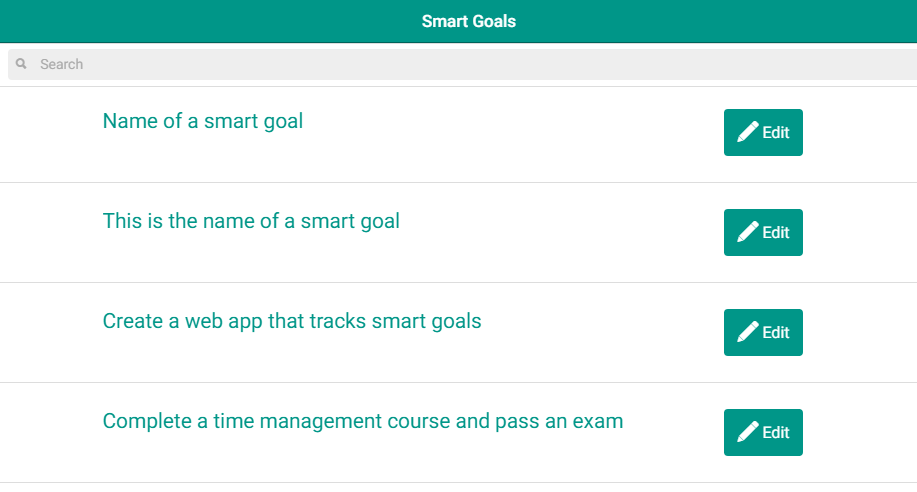 Smart Goals
Search
Name of a smart goal
Edit
This is the name of a smart goal
Edit
Create a web app that tracks smart goals
Edit
Complete a time management course and pass an exam
Edit